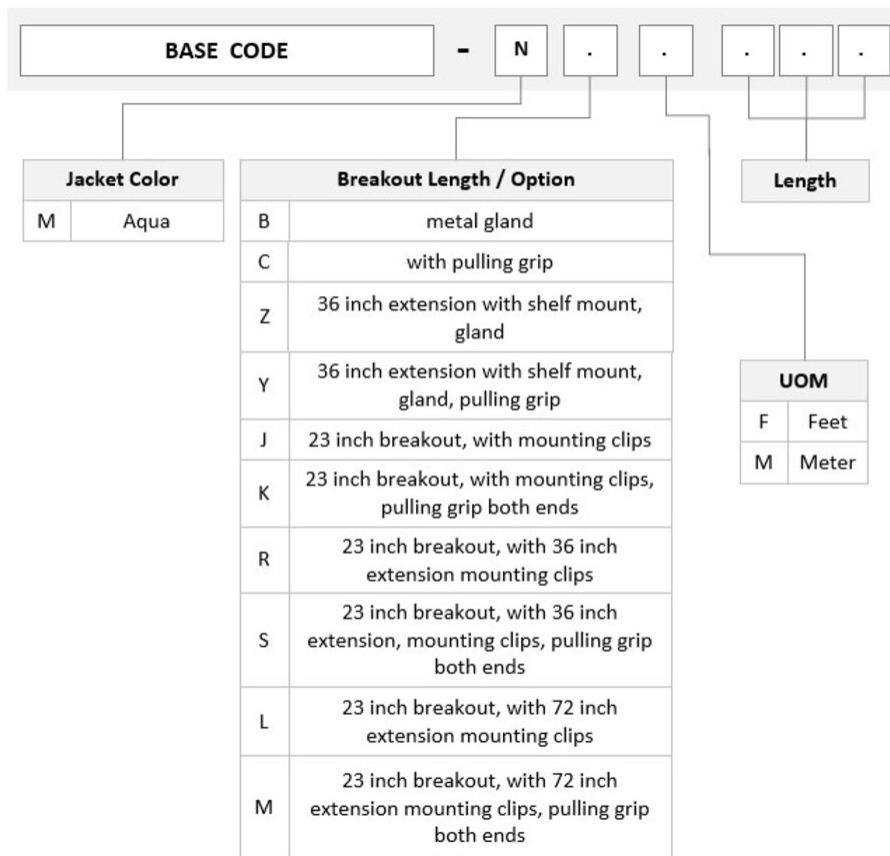 BASE CODE - N . . . . .
Jacket Color
M Aqua
Breakout Length / Option
B metal gland
C with pulling grip
Z 36 inch extension with shelf mount,
gland
Y 36 inch extension with shelf mount,
gland, pulling grip
J 23 inch breakout, with mounting clips
K 23 inch breakout, with mounting clips,
pulling grip both ends
R 23 inch breakout, with 36 inch
extension mounting clips
S 23 inch breakout, with 36 inch
extension, mounting clips, pulling grip
both ends
L 23 inch breakout, with 72 inch
extension mounting clips
M 23 inch breakout, with 72 inch
extension mounting clips, pulling grip
both ends
Length
UOM
F Feet
M Meter